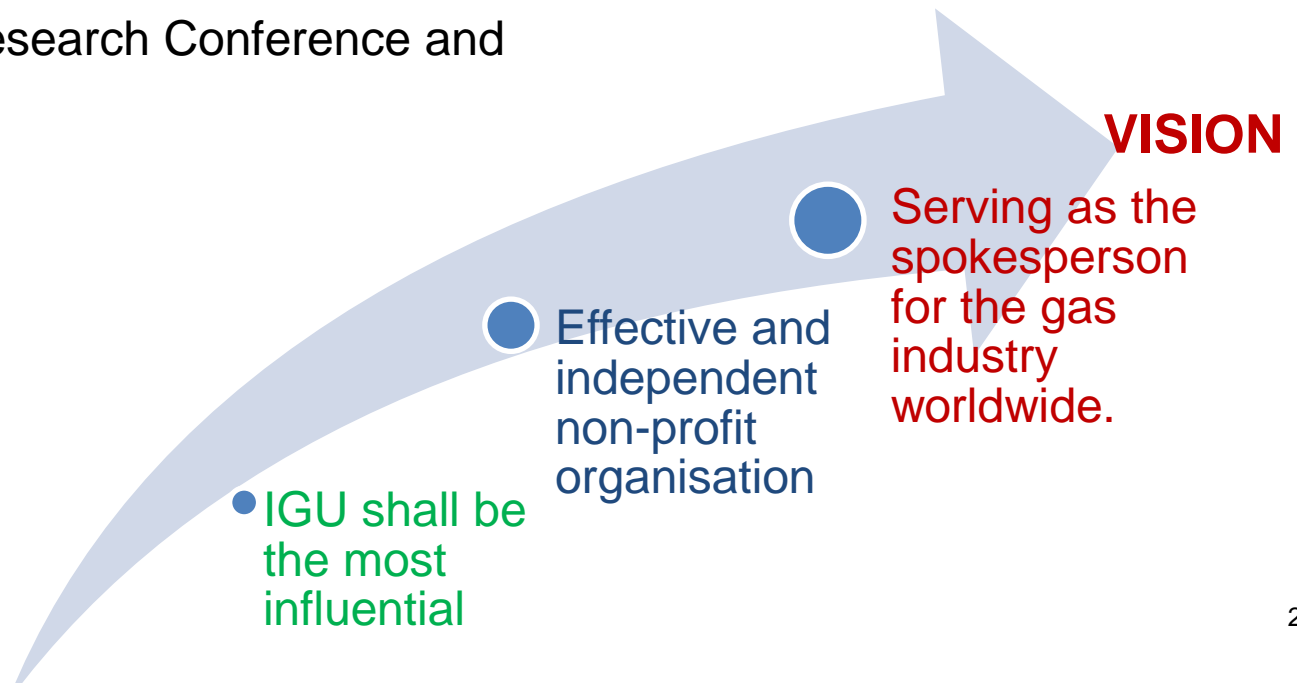 esearch Conference and
VISION
Serving as the
spokesperson
for the gas
industry
worldwide.
Effective and
independent
non-profit
organisation
IGU shall be
the most
influential
2